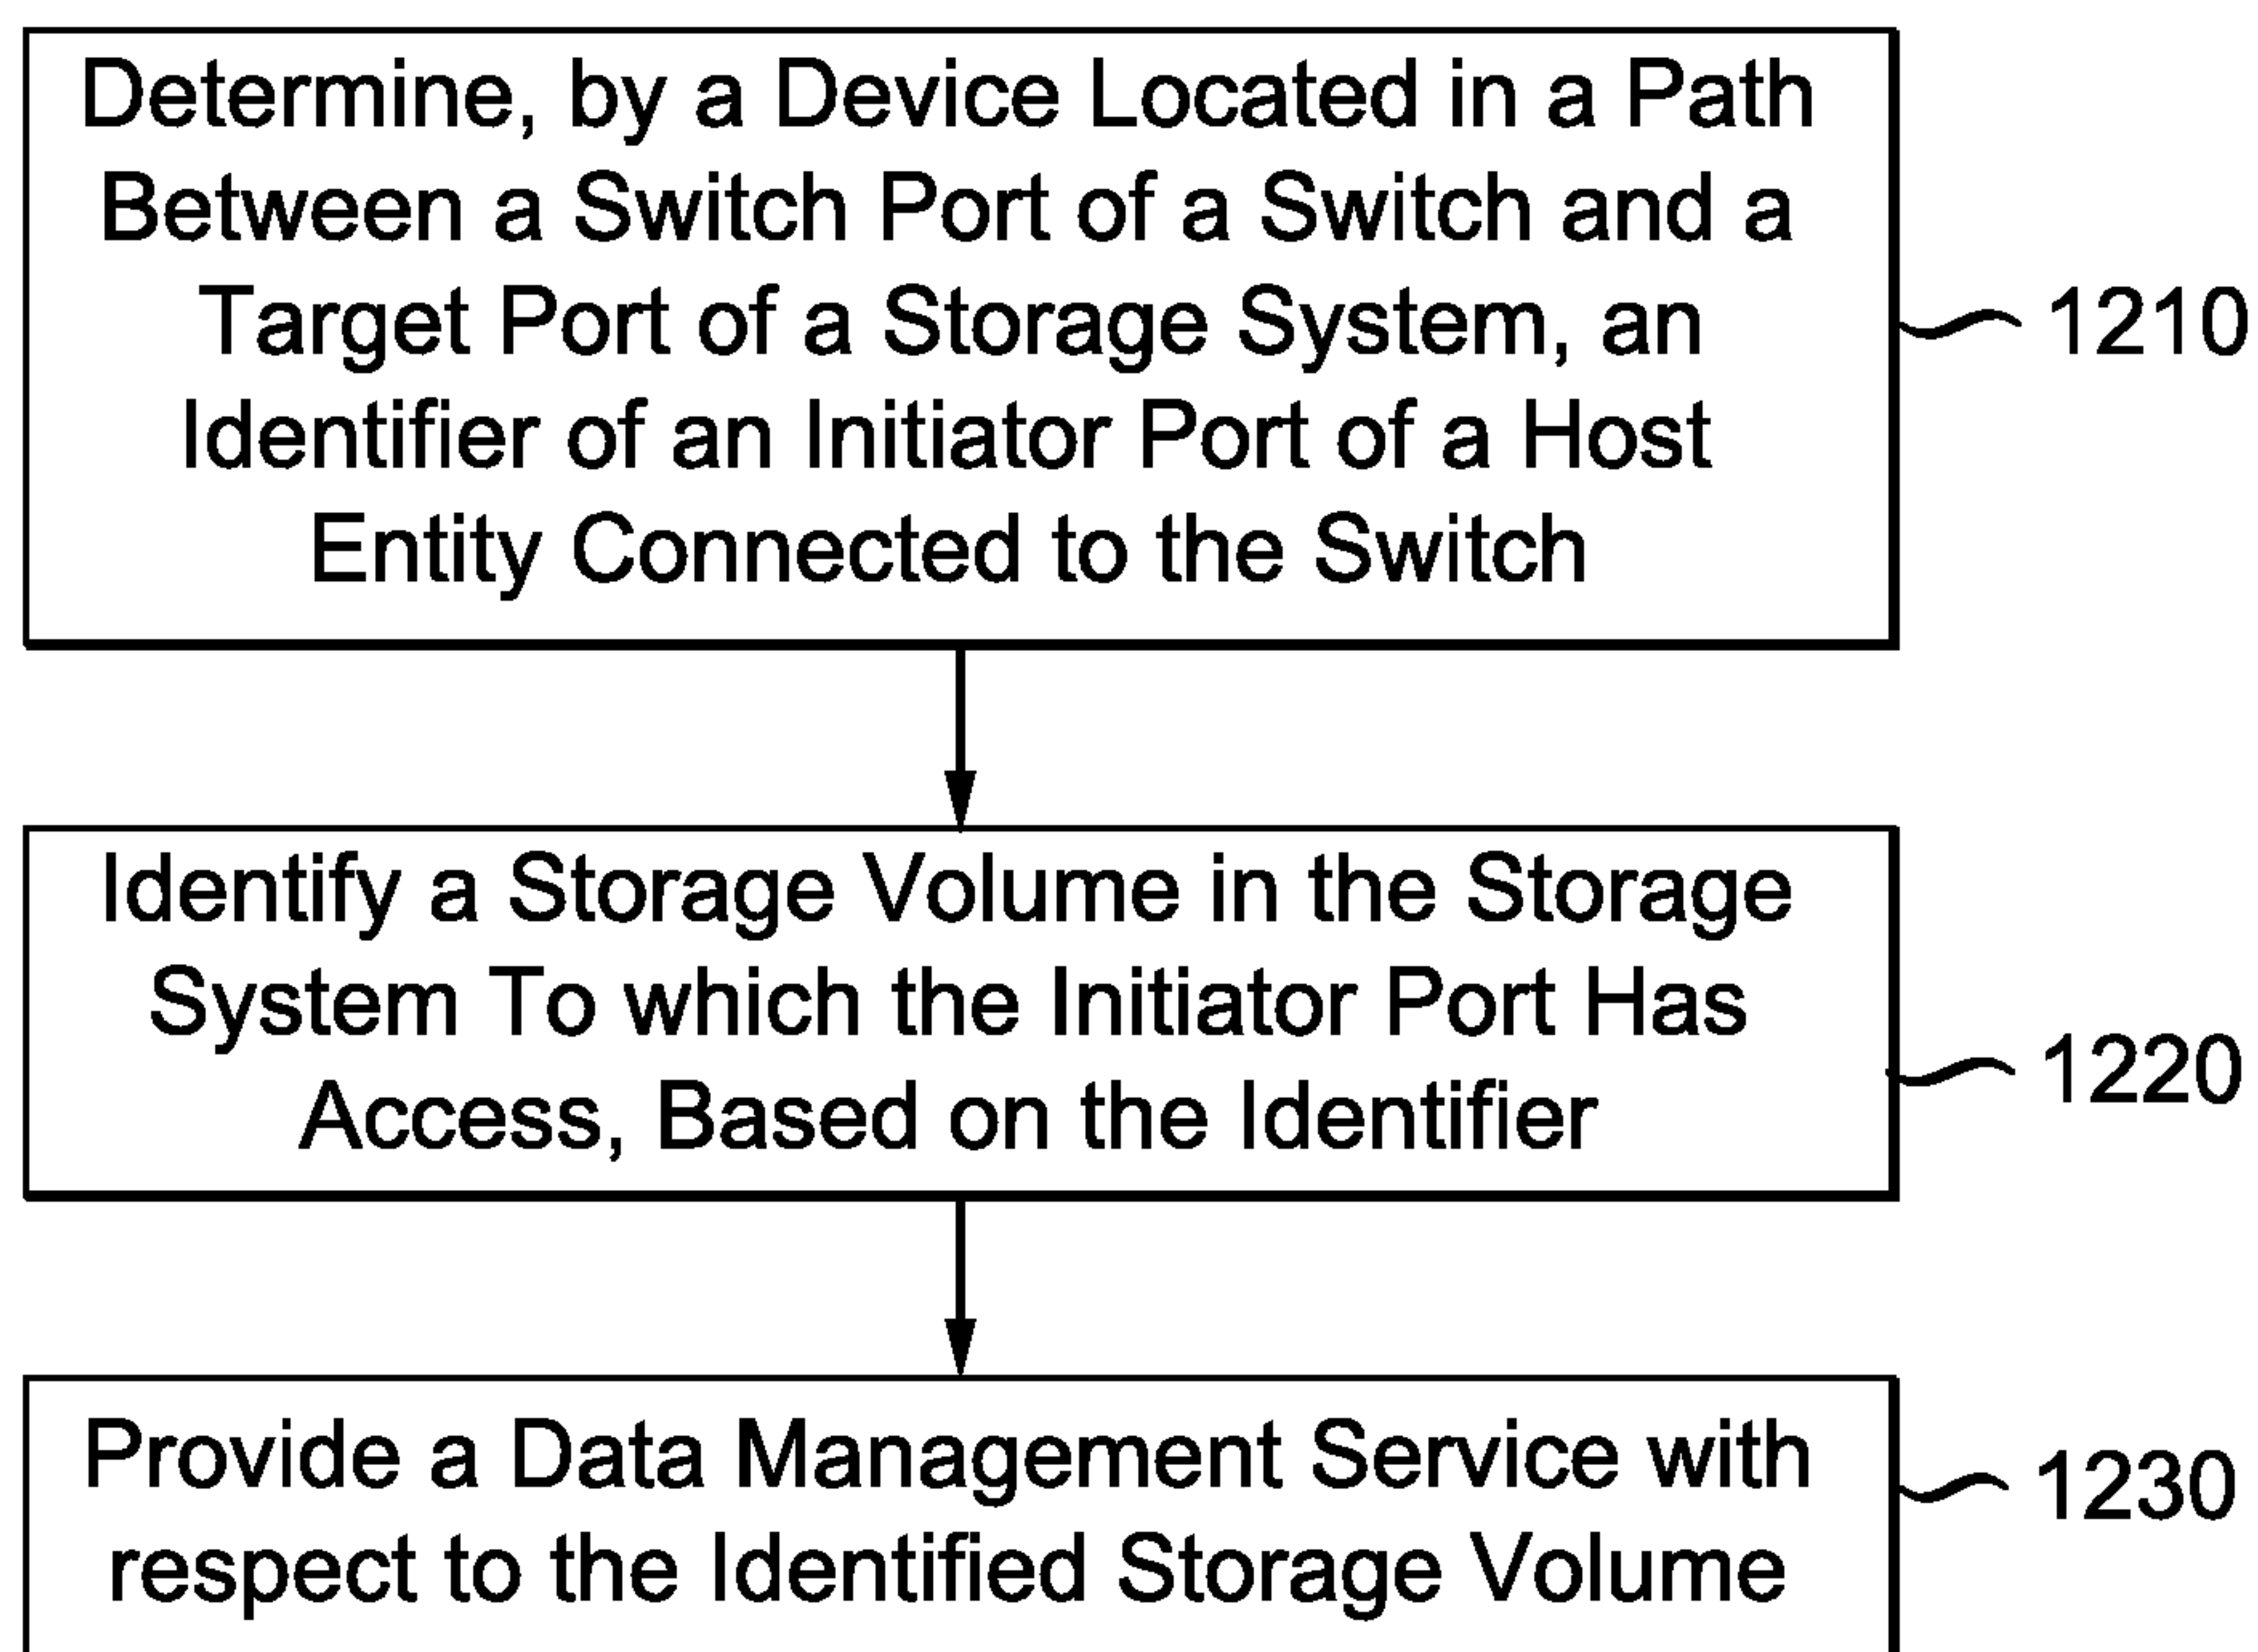 Determine, by a Device Located in a Path
Between a Switch Port of a Switch and a
Target Port of a Storage System, an
Identifier of an Initiator Port of a Host
Entity Connected to the Switch
1210
Identify a Storage Volume in the Storage
System To which the Initiator Port Has
Access, Based on the Identifier
1220
Provide a Data Management Service with
respect to the Identified Storage Volume
1230